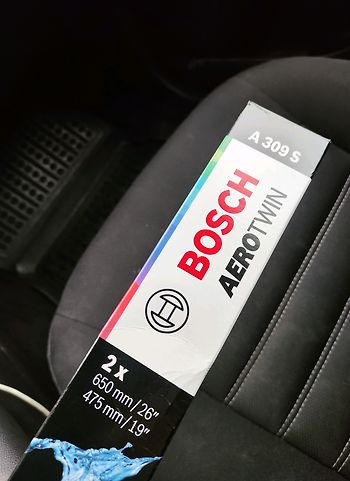 A 309 S
BOSCH
AEROTWIN
2 x
650 mm / 26"
475 mm / 19"